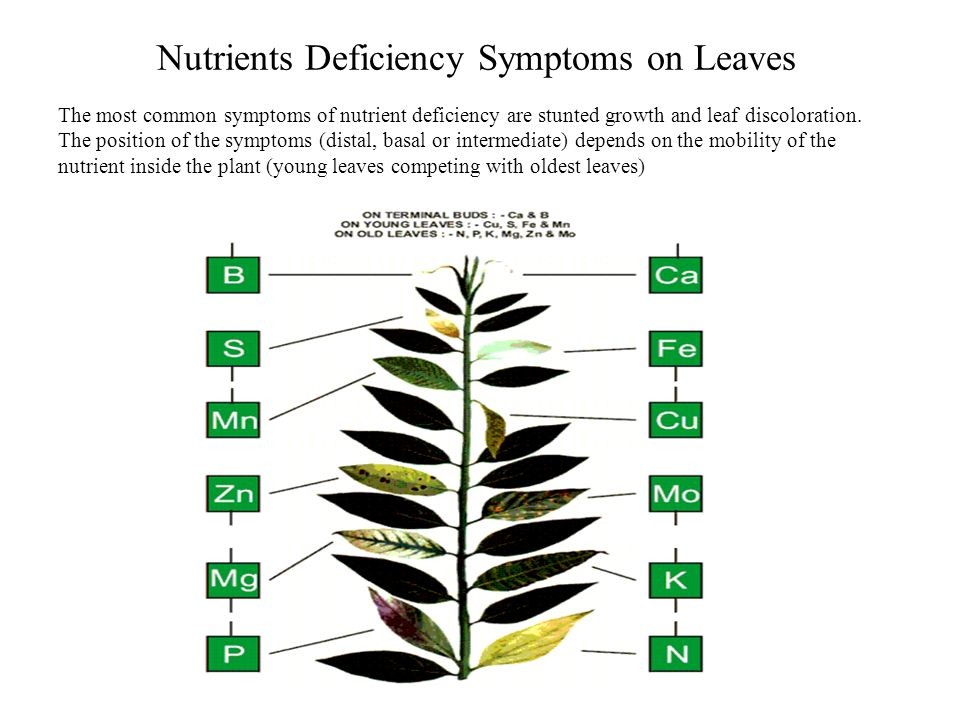 Nutrients Deficiency Symptoms on Leaves
The most common symptoms of nutrient deficiency are stunted growth and leaf discoloration.
The position of the symptoms (distal, basal or intermediate) depends on the mobility of the
nutrient inside the plant (young leaves competing with oldest leaves)
ON TERMINAL BUDS : - Ca & B
ON YOUNG LEAVES : - Cu, S, Fe & Mn
ON OLD LEAVES : - N, P, K, Mg, Zn & Mo
B
Ca
S
Fe
Mn
Cu
Zn
Mo
Mg
K
P
N